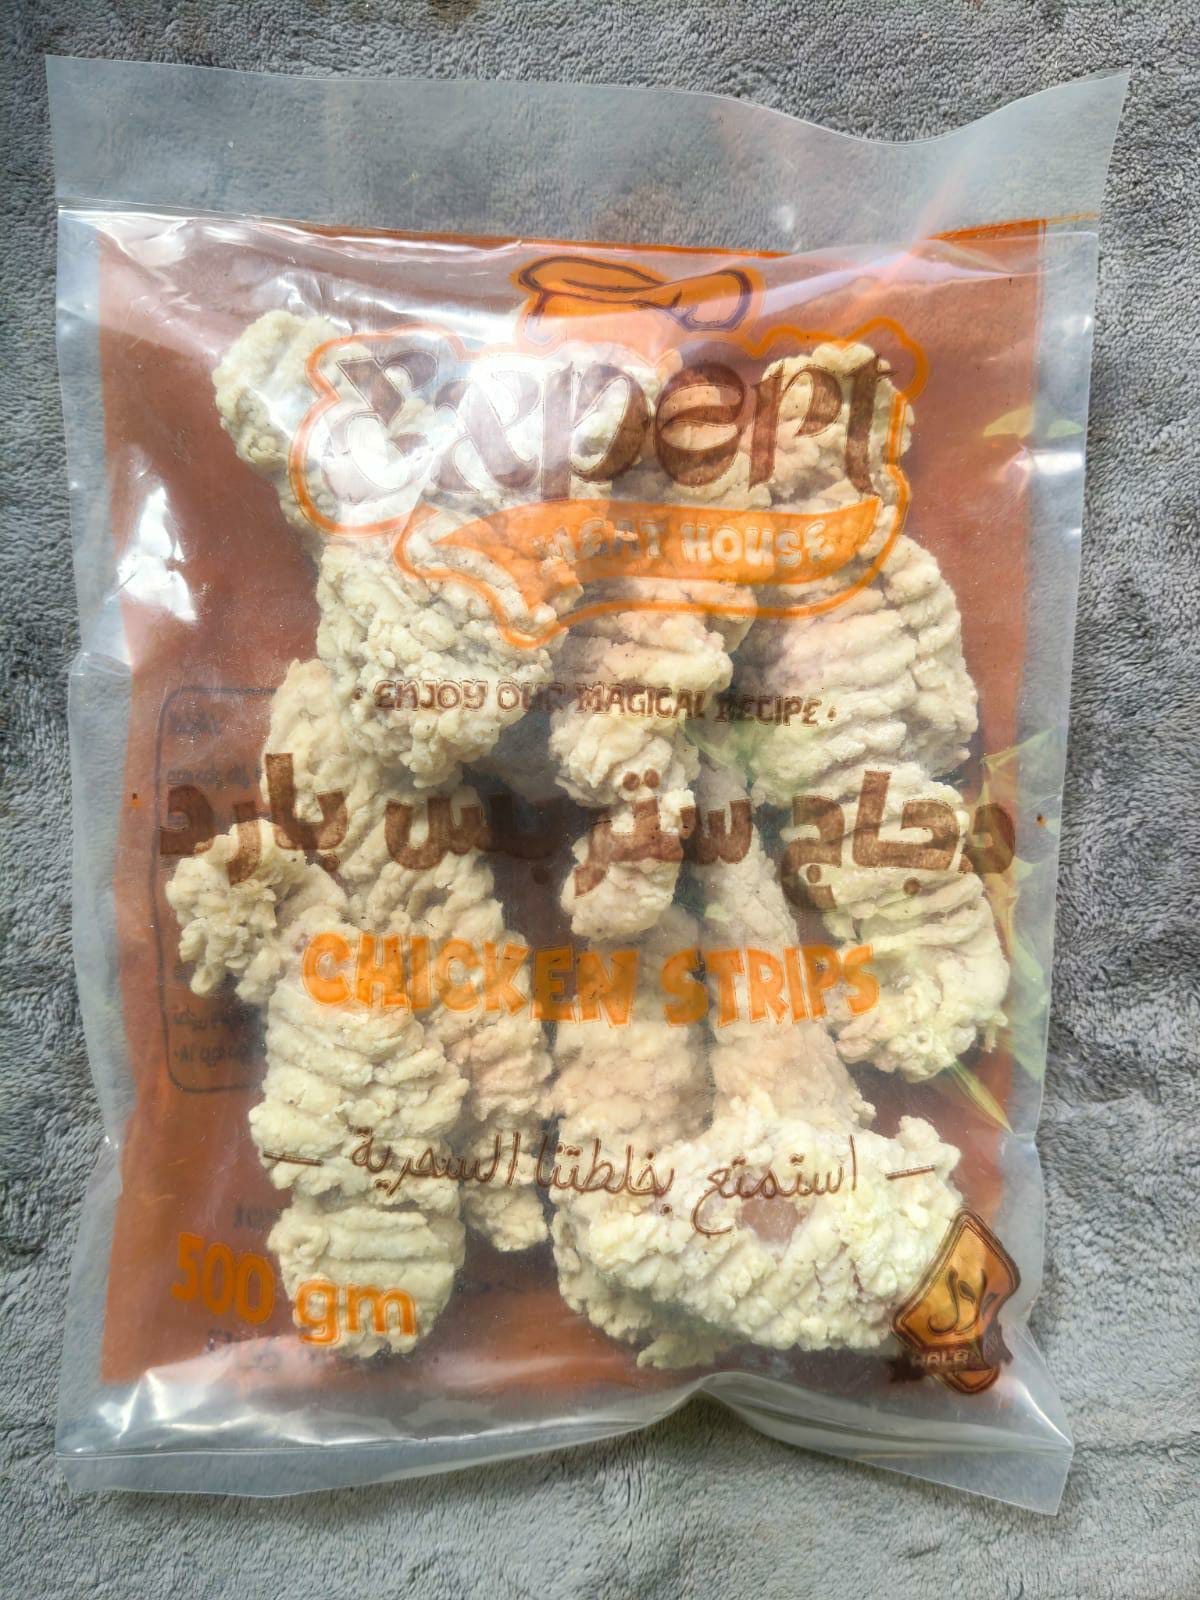 Expert
MEAT HOUSE
• ENJOY OUR MAGICAL RECIPE •
دجاج ستربس بارد
CHICKEN STRIPS
استمتع بخلطتنا السحرية
500 gm